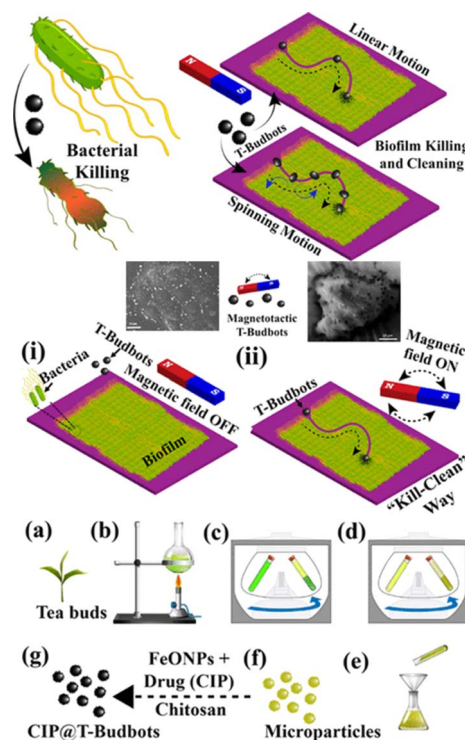 N S
Linear Motion
T-Budbots
Bacterial
Killing
Biofilm Killing
and Cleaning
Spinning Motion
N S
Magnetotactic
T-Budbots
(i)
T-Budbots
Bacteria
N S
Magnetic field OFF
Biofilm
(ii)
Magnetic
field ON
N S
T-Budbots
"Kill-Clean"
Way
(a)
(b)
(c)
(d)
Tea buds
(g)
FeONPs +
Drug (CIP)
Chitosan
(f)
(e)
CIP@T-Budbots
Microparticles